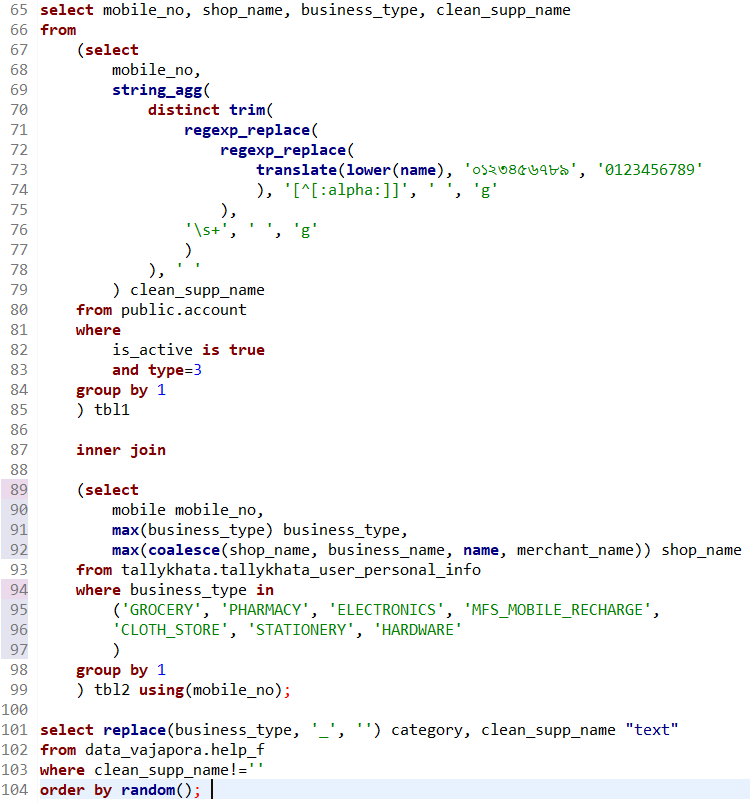 65 select mobile_no, shop_name, business_type, clean_supp_name
66 from
67     (select
68         mobile_no,
69         string_agg(
70             distinct trim(
71                 regexp_replace(
72                     regexp_replace(
73                         translate(lower(name), '০১২৩৪৫৬৭৮৯', '0123456789'
74                         ), '[^[:alpha:]]', ' ', 'g'
75                     ),
76                 '\s+', ' ', 'g'
77                 )
78             ), ' '
79         ) clean_supp_name
80     from public.account
81     where
82         is_active is true
83         and type=3
84     group by 1
85     ) tbl1
86
87     inner join
88
89     (select
90         mobile mobile_no,
91         max(business_type) business_type,
92         max(coalesce(shop_name, business_name, name, merchant_name)) shop_name
93     from tallykhata.tallykhata_user_personal_info
94     where business_type in
95         ('GROCERY', 'PHARMACY', 'ELECTRONICS', 'MFS_MOBILE_RECHARGE',
96         'CLOTH_STORE', 'STATIONERY', 'HARDWARE'
97         )
98     group by 1
99     ) tbl2 using(mobile_no);
100
101 select replace(business_type, '_', '') category, clean_supp_name "text"
102 from data_vajapora.help_f
103 where clean_supp_name!=''
104 order by random();